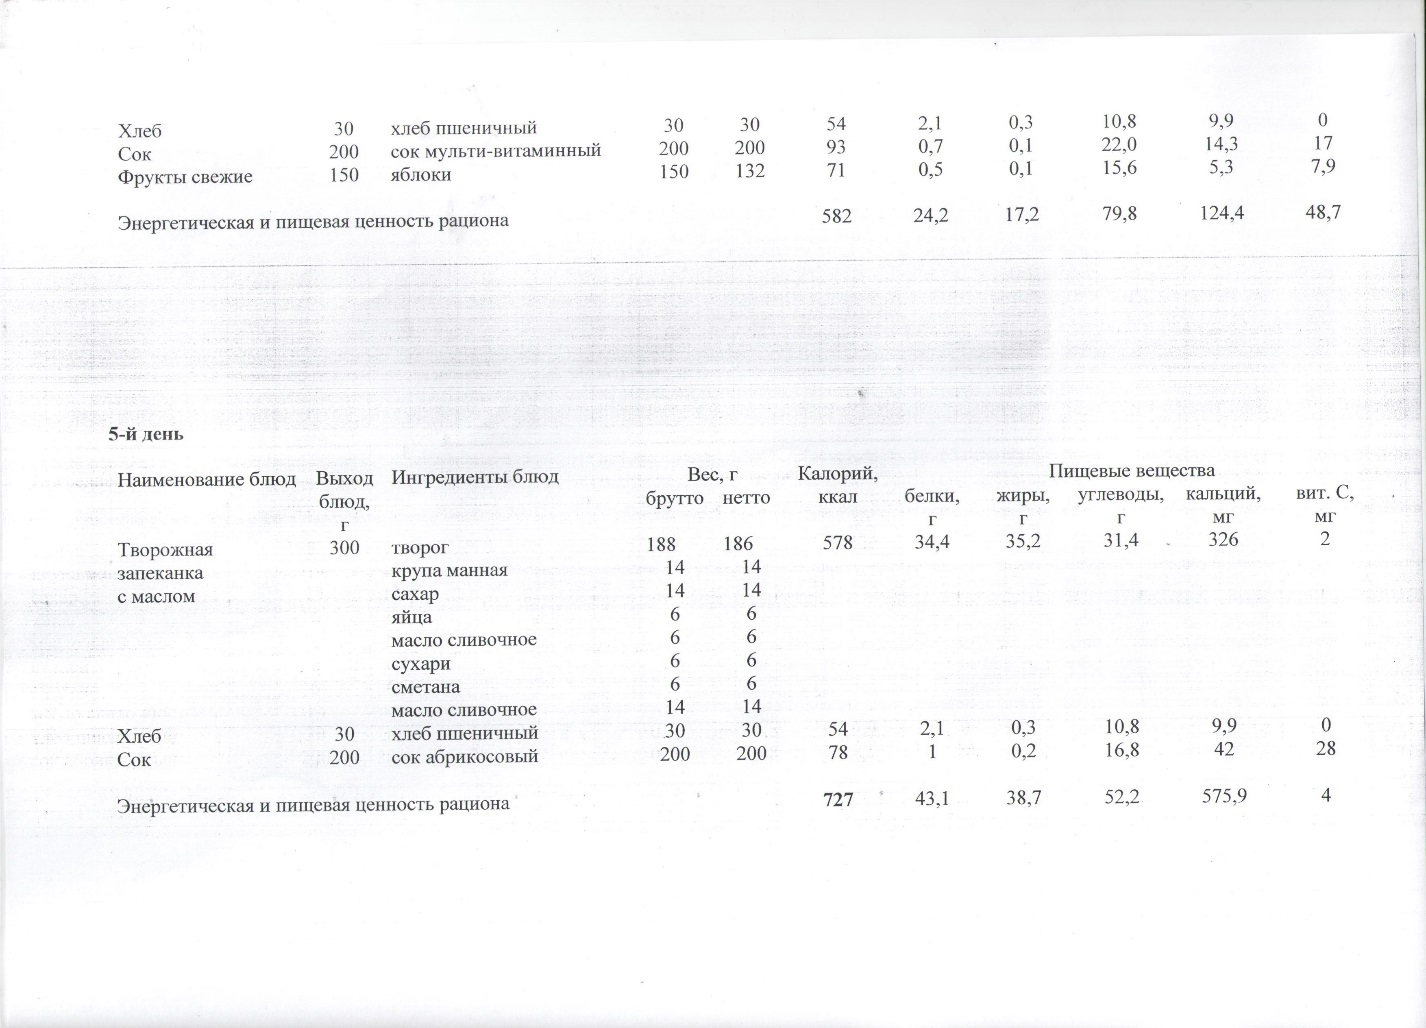 Хлеб 30 хлеб пшеничный 30 30 54 2,1 0,3 10,8 9,9 0
Сок 200 сок мульти-витаминный 200 200 93 0,7 0,1 22,0 14,3 17
Фрукты свежие 150 яблоки 150 132 71 0,5 0,1 15,6 5,3 7,9
Энергетическая и пищевая ценность рациона 582 24,2 17,2 79,8 124,4 48,7
5-й день
Наименование блюд Выход Ингредиенты блюд Вес, г Калорий, Пищевые вещества
блюд, брутто нетто ккал белки, жиры, углеводы, кальций, вит. С,
г г г г мг мг
Творожная 300 творог 188 186 578 34,4 35,2 31,4 326 2
запеканка крупа манная 14 14
с маслом сахар 14 14
яйца 6 6
масло сливочное 6 6
сухари 6 6
сметана 6 6
масло сливочное 14 14
Хлеб 30 хлеб пшеничный 30 30 54 2,1 0,3 10,8 9,9 0
Сок 200 сок абрикосовый 200 200 78 1 0,2 16,8 42 28
Энергетическая и пищевая ценность рациона 727 43,1 38,7 52,2 575,9 4